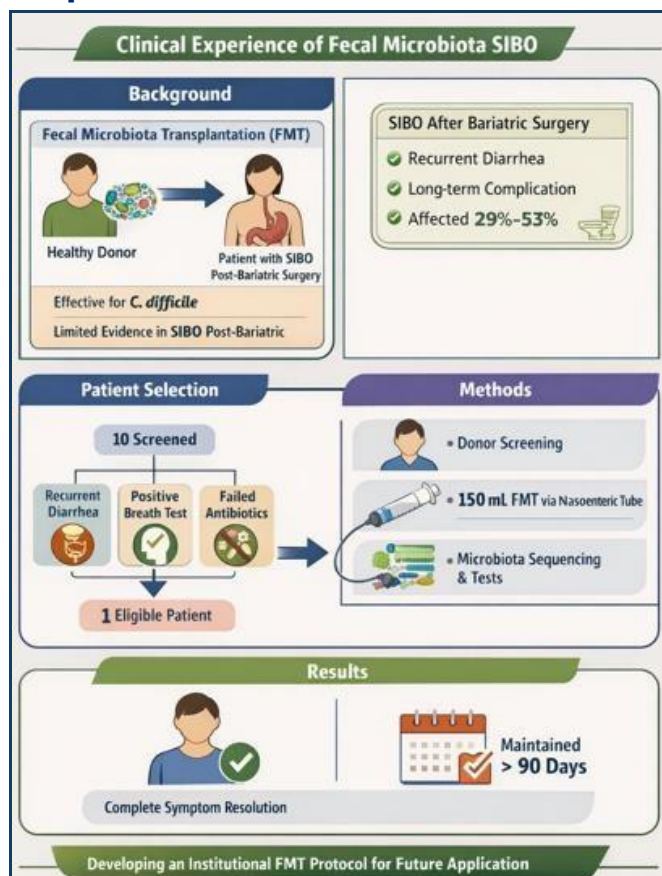 Clinical Experience of Fecal Microbiota SIBO
Background
Fecal Microbiota Transplantation (FMT)
Healthy Donor
Patient with SIBO
Post-Bariatric Surgery
Effective for C. difficile
Limited Evidence in SIBO Post-Bariatric
SIBO After Bariatric Surgery
Recurrent Diarrhea
Long-term Complication
Affected 29%-53%
Patient Selection
10 Screened
Recurrent
Diarrhea
Positive
Breath Test
Failed
Antibiotics
1 Eligible Patient
Methods
• Donor Screening
• 150 mL FMT via Nasoenteric Tube
• Microbiota Sequencing
& Tests
Results
Complete Symptom Resolution
Maintained
> 90 Days
Developing an Institutional FMT Protocol for Future Application